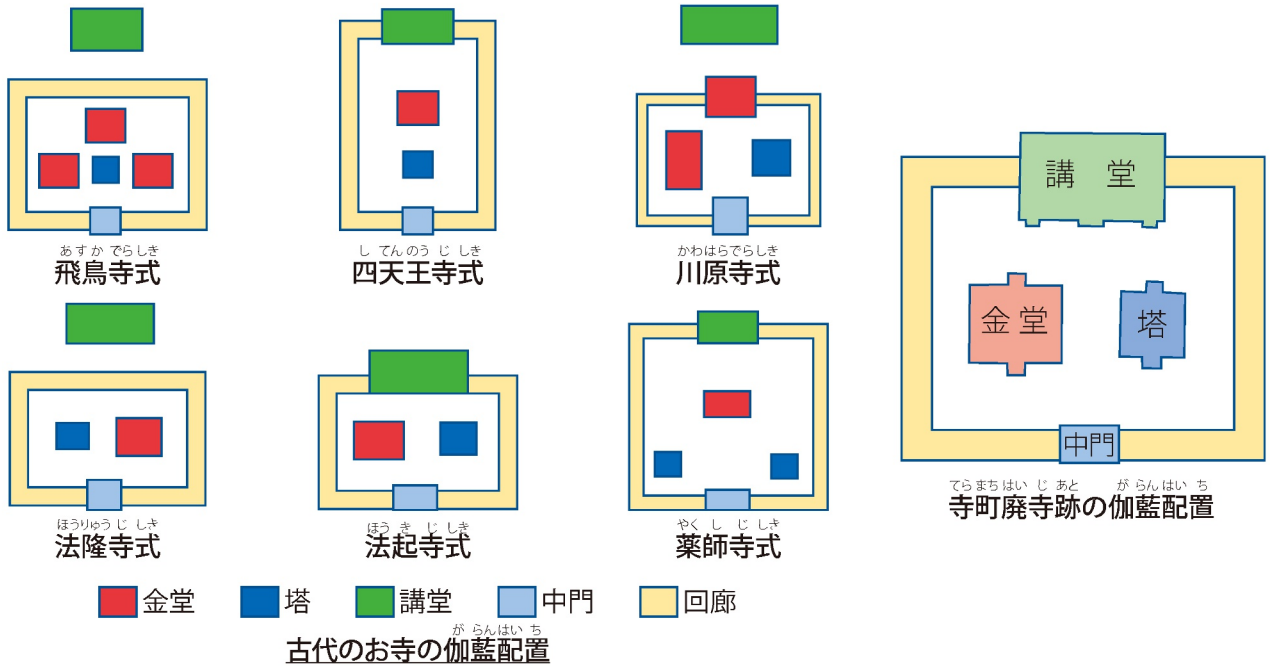 あすかでらしき
飛鳥寺式
してんのうじしき
四天王寺式
かわはらでらしき
川原寺式
ほうりゅうじしき
法隆寺式
ほうきじしき
法起寺式
やくしじしき
薬師寺式
講堂
金堂
塔
中門
てらまちはいじあと がらんはいち
寺町廃寺跡の伽藍配置
金堂 塔 講堂 中門 回廊
がらんはいち
古代のお寺の伽藍配置